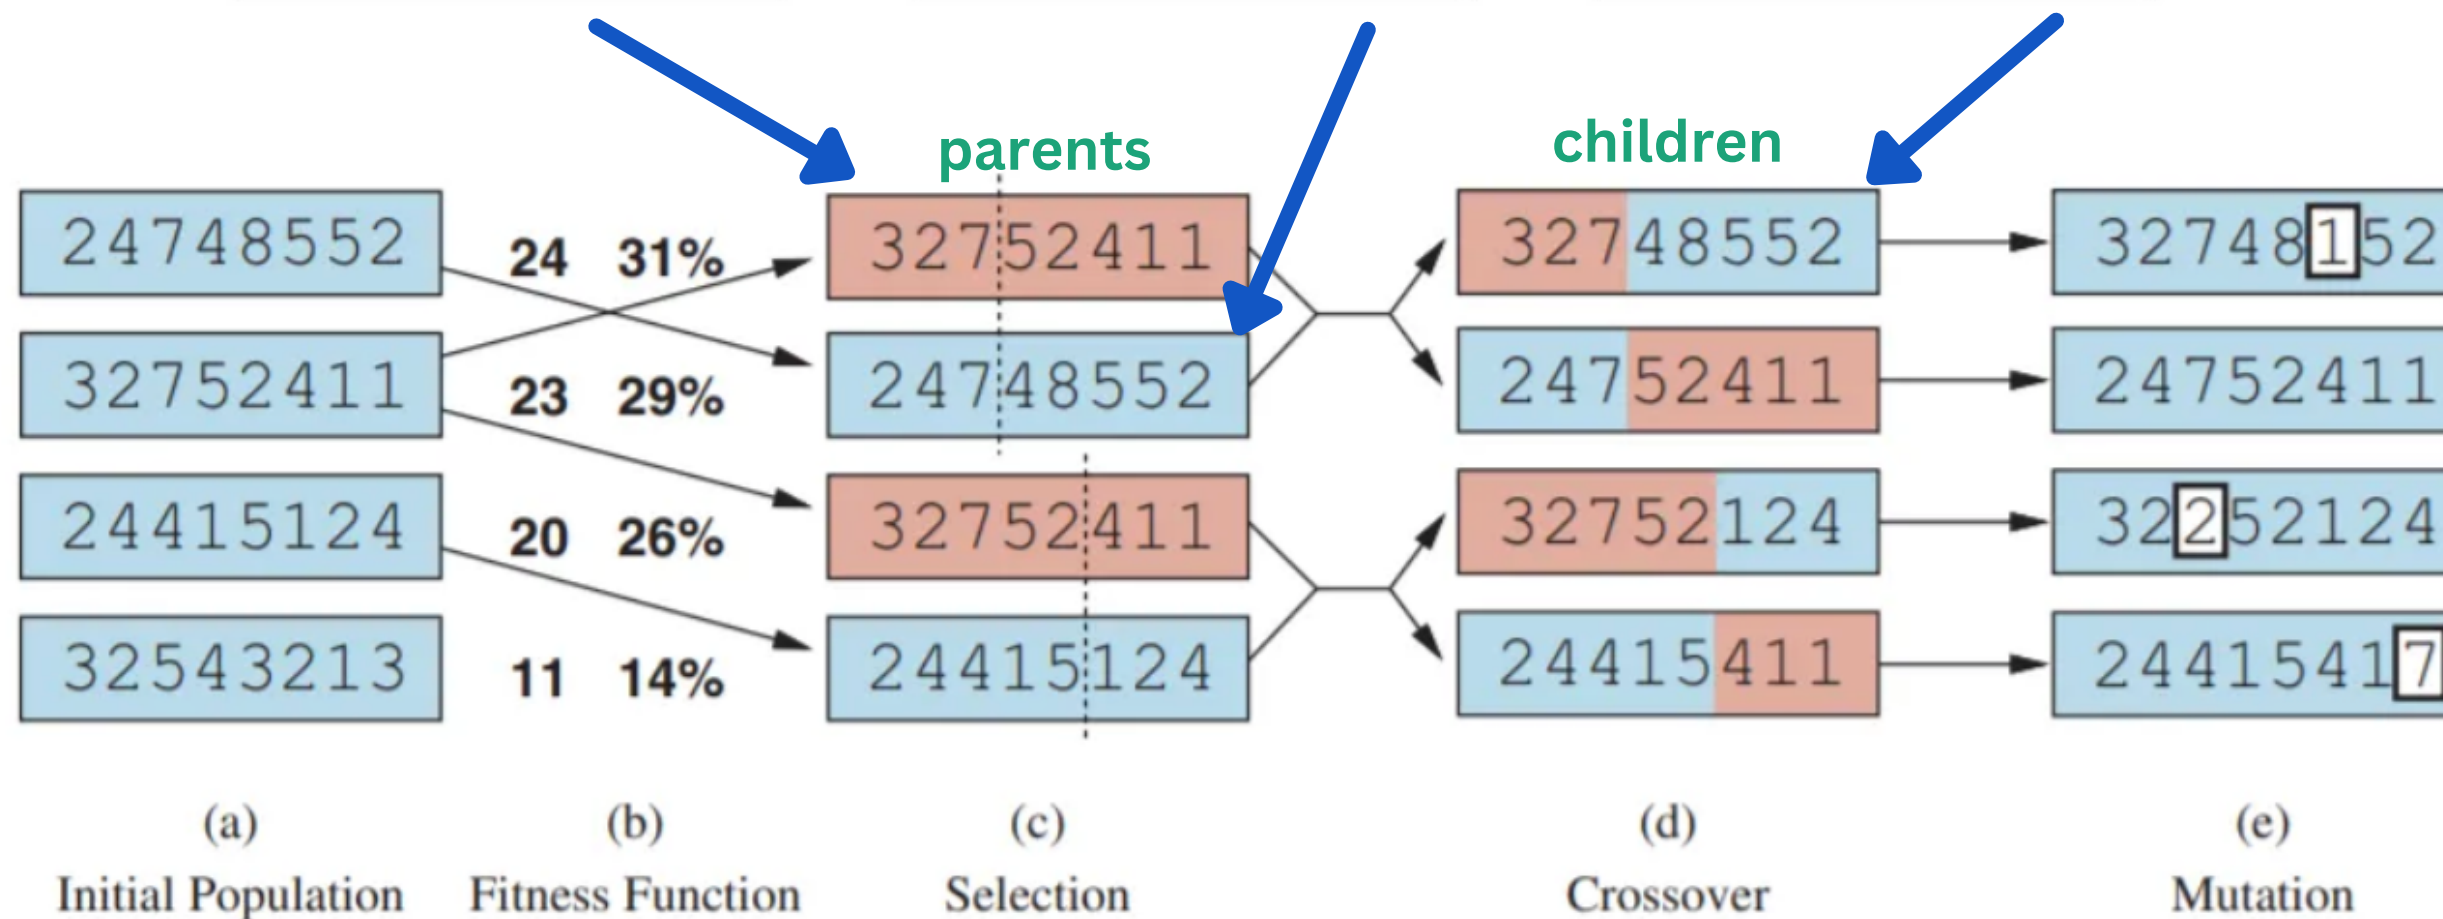 parents
children
24748552
24 31%
32752411
32748552
32748152
32752411
23 29%
24748552
24752411
24752411
24415124
20 26%
32752411
32752124
32252124
32543213
11 14%
24415124
24415411
24415417
(a)
(b)
(c)
(d)
(e)
Initial Population
Fitness Function
Selection
Crossover
Mutation